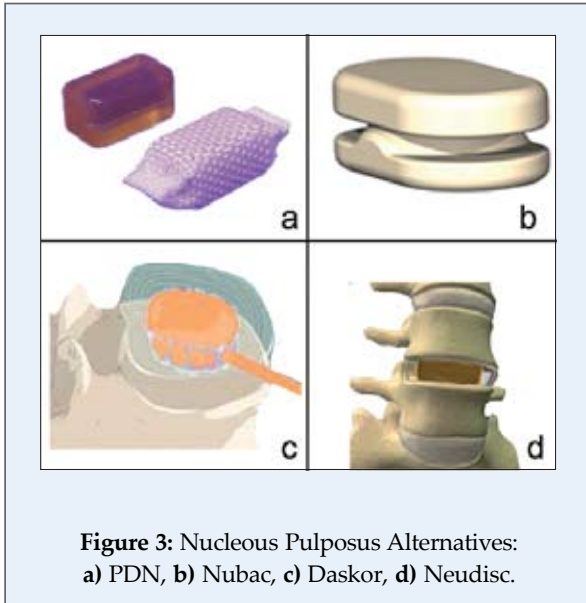 a
b
c
d
Figure 3: Nucleous Pulposus Alternatives:
a) PDN, b) Nubac, c) Daskor, d) Neudisc.